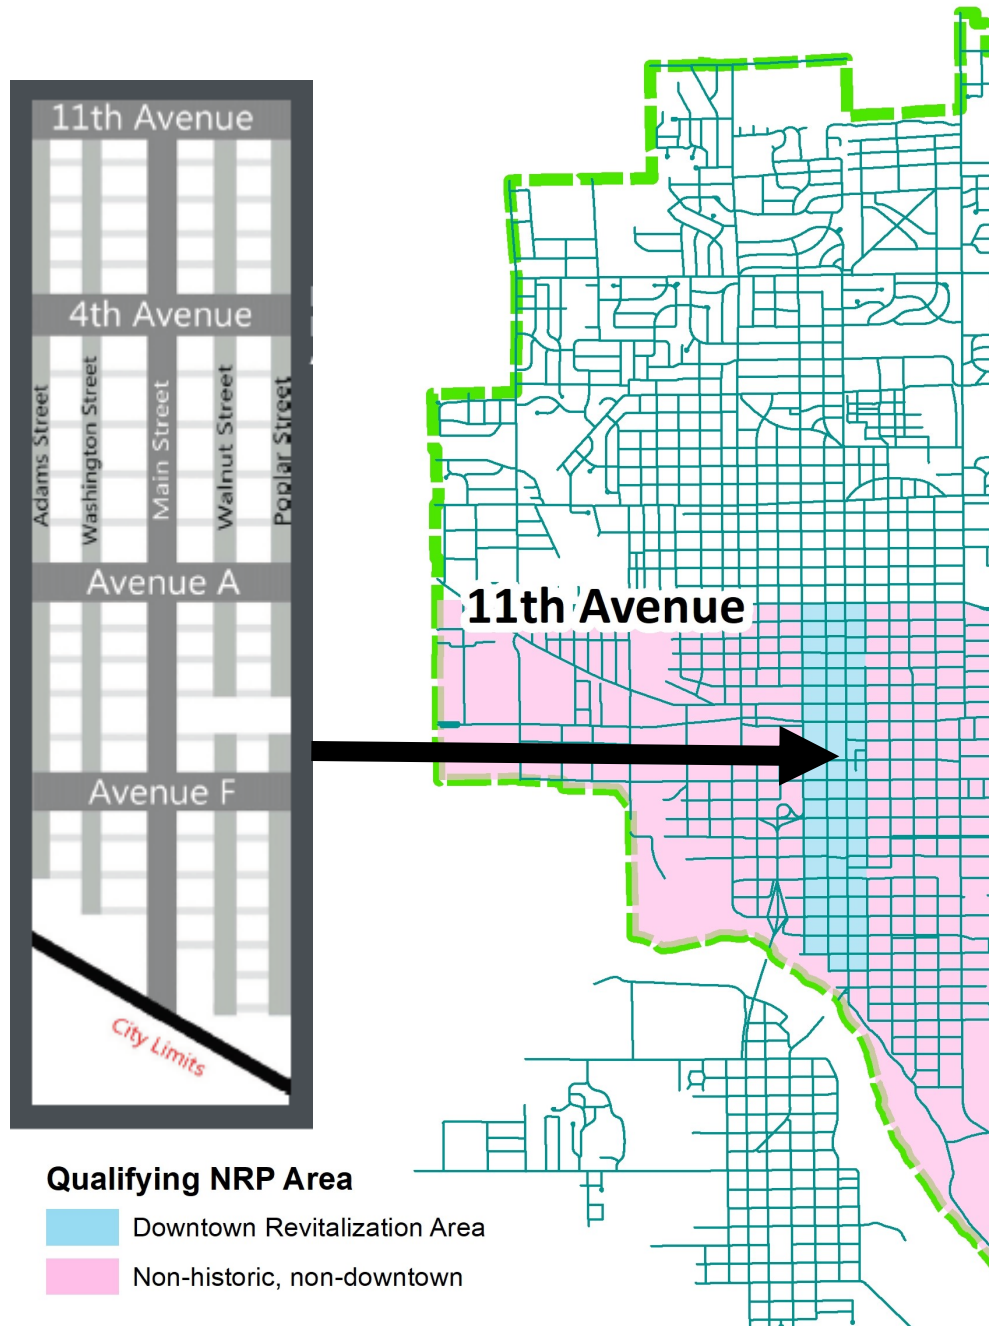 11th Avenue
4th Avenue
Adams Street
Washington Street
Main Street
Walnut Street
Poplar Street
Avenue A
Avenue F
City Limits
11th Avenue
Qualifying NRP Area
Downtown Revitalization Area
Non-historic, non-downtown